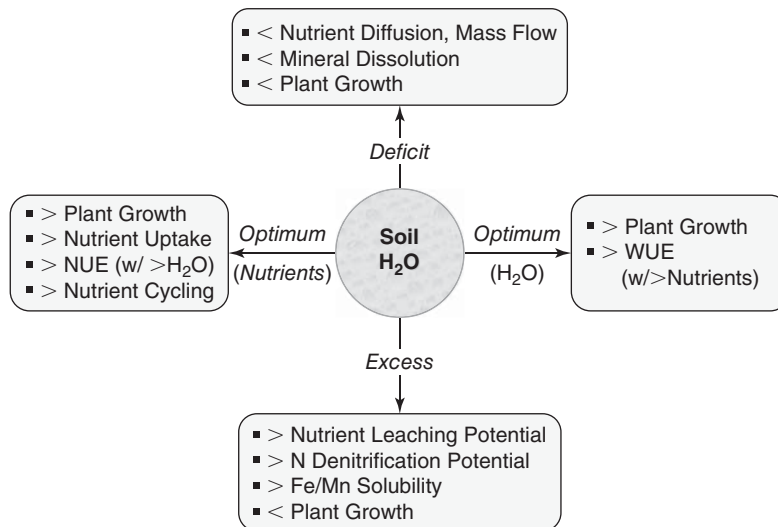 ▪ < Nutrient Diffusion, Mass Flow
▪ < Mineral Dissolution
▪ < Plant Growth
Deficit
▪ > Plant Growth
▪ > Nutrient Uptake
▪ > NUE (w/ >H₂O)
▪ > Nutrient Cycling
Optimum
(Nutrients)
Soil
H₂O
Optimum
(H₂O)
▪ > Plant Growth
▪ > WUE
(w/>Nutrients)
Excess
▪ > Nutrient Leaching Potential
▪ > N Denitrification Potential
▪ > Fe/Mn Solubility
▪ < Plant Growth